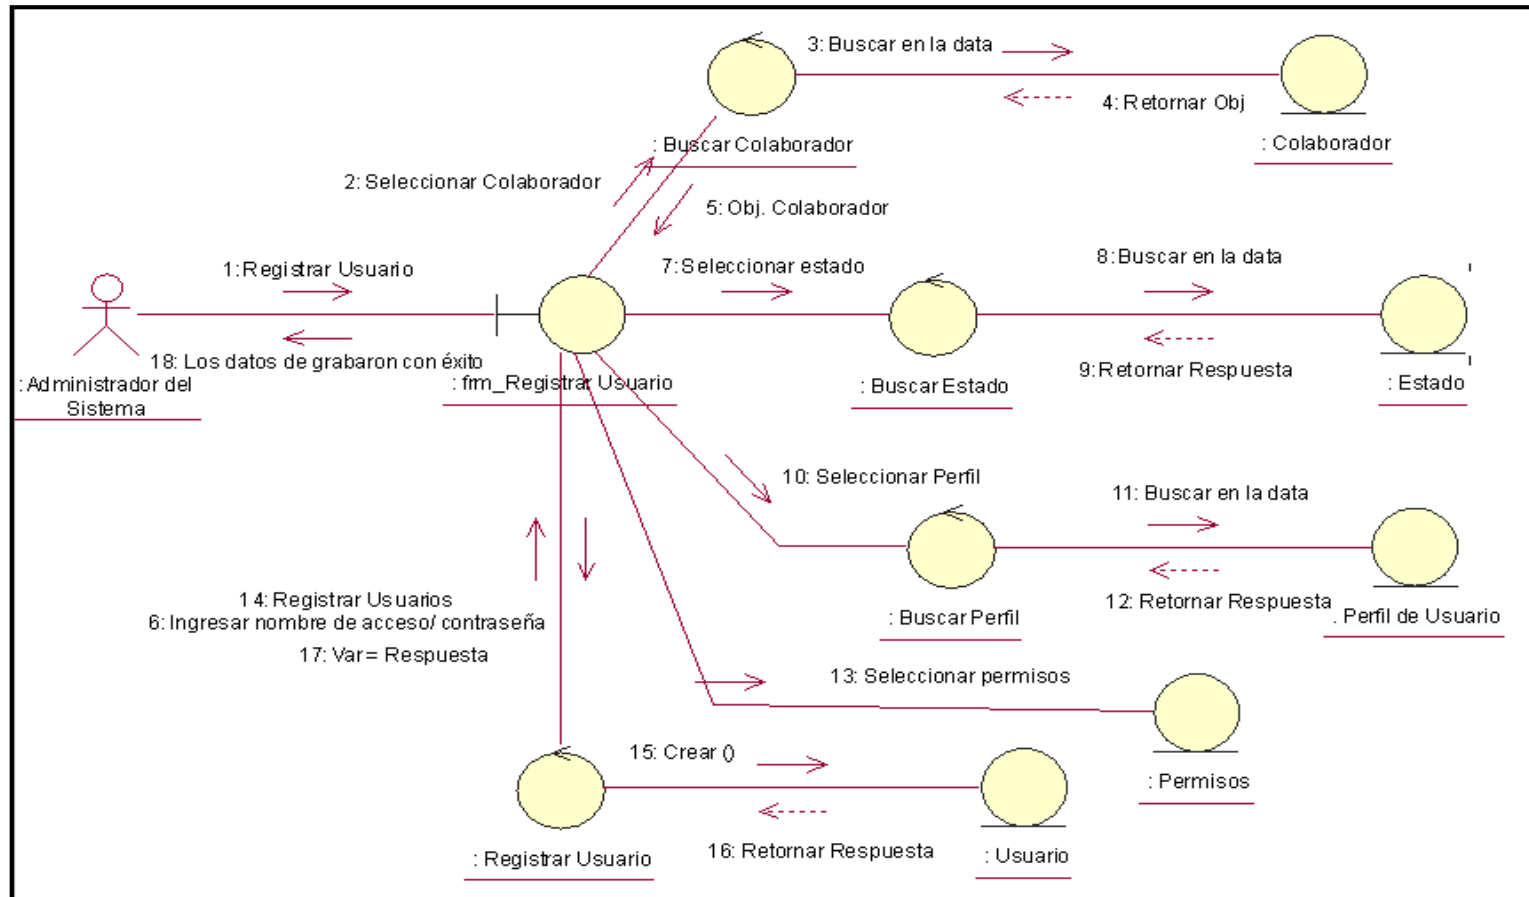 3: Buscar en la data
4: Retornar Obj
: Buscar Colaborador
: Colaborador
2: Seleccionar Colaborador
5: Obj. Colaborador
1: Registrar Usuario
7: Seleccionar estado
8: Buscar en la data
18: Los datos de grabaron con éxito
9: Retornar Respuesta
: Administrador del
Sistema
: frm_Registrar Usuario
: Buscar Estado
: Estado
10: Seleccionar Perfil
11: Buscar en la data
14: Registrar Usuarios
6: Ingresar nombre de acceso/ contraseña
17: Var = Respuesta
: Buscar Perfil
12: Retornar Respuesta
: Perfil de Usuario
13: Seleccionar permisos
15: Crear ()
: Permisos
: Registrar Usuario
16: Retornar Respuesta
: Usuario